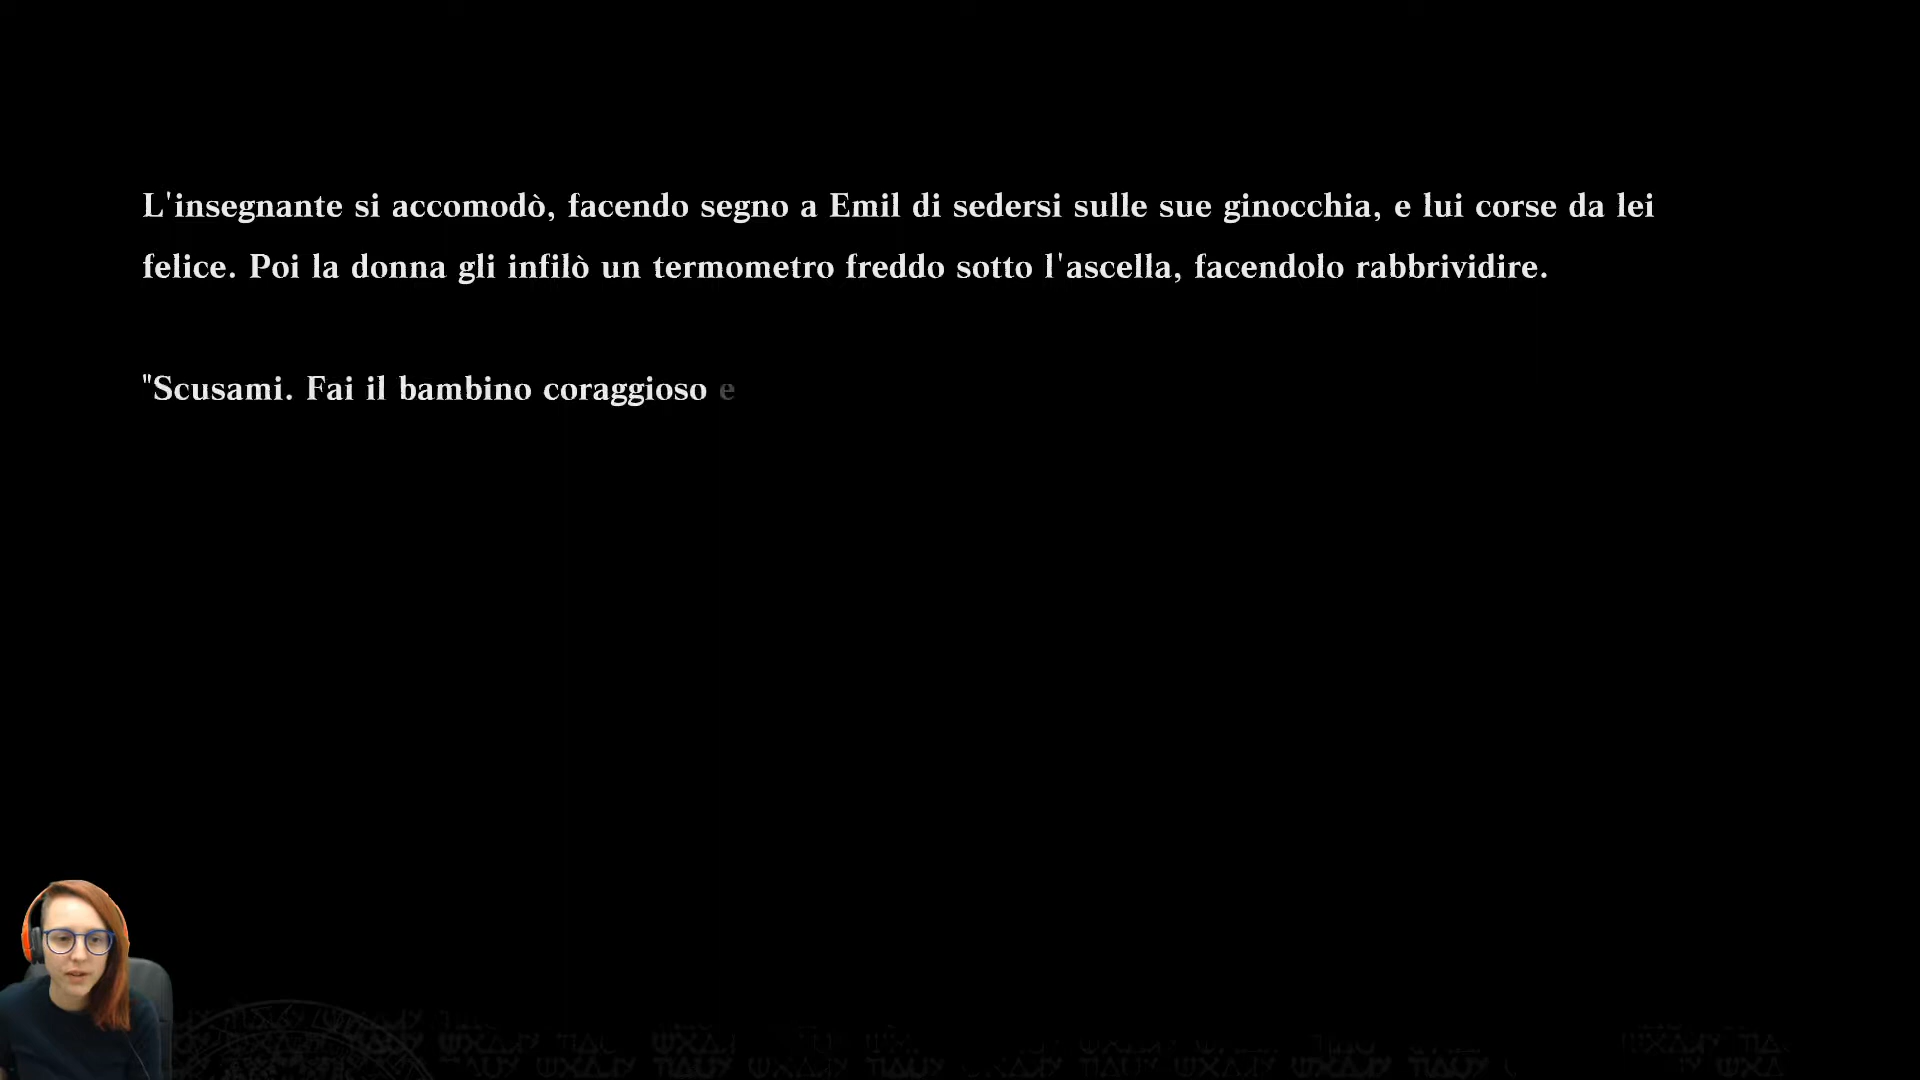 L'insegnante si accomodò, facendo segno a Emil di sedersi sulle sue ginocchia, e lui corse da lei
felice. Poi la donna gli infilò un termometro freddo sotto l'ascella, facendolo rabbrividire.
"Scusami. Fai il bambino coraggioso e